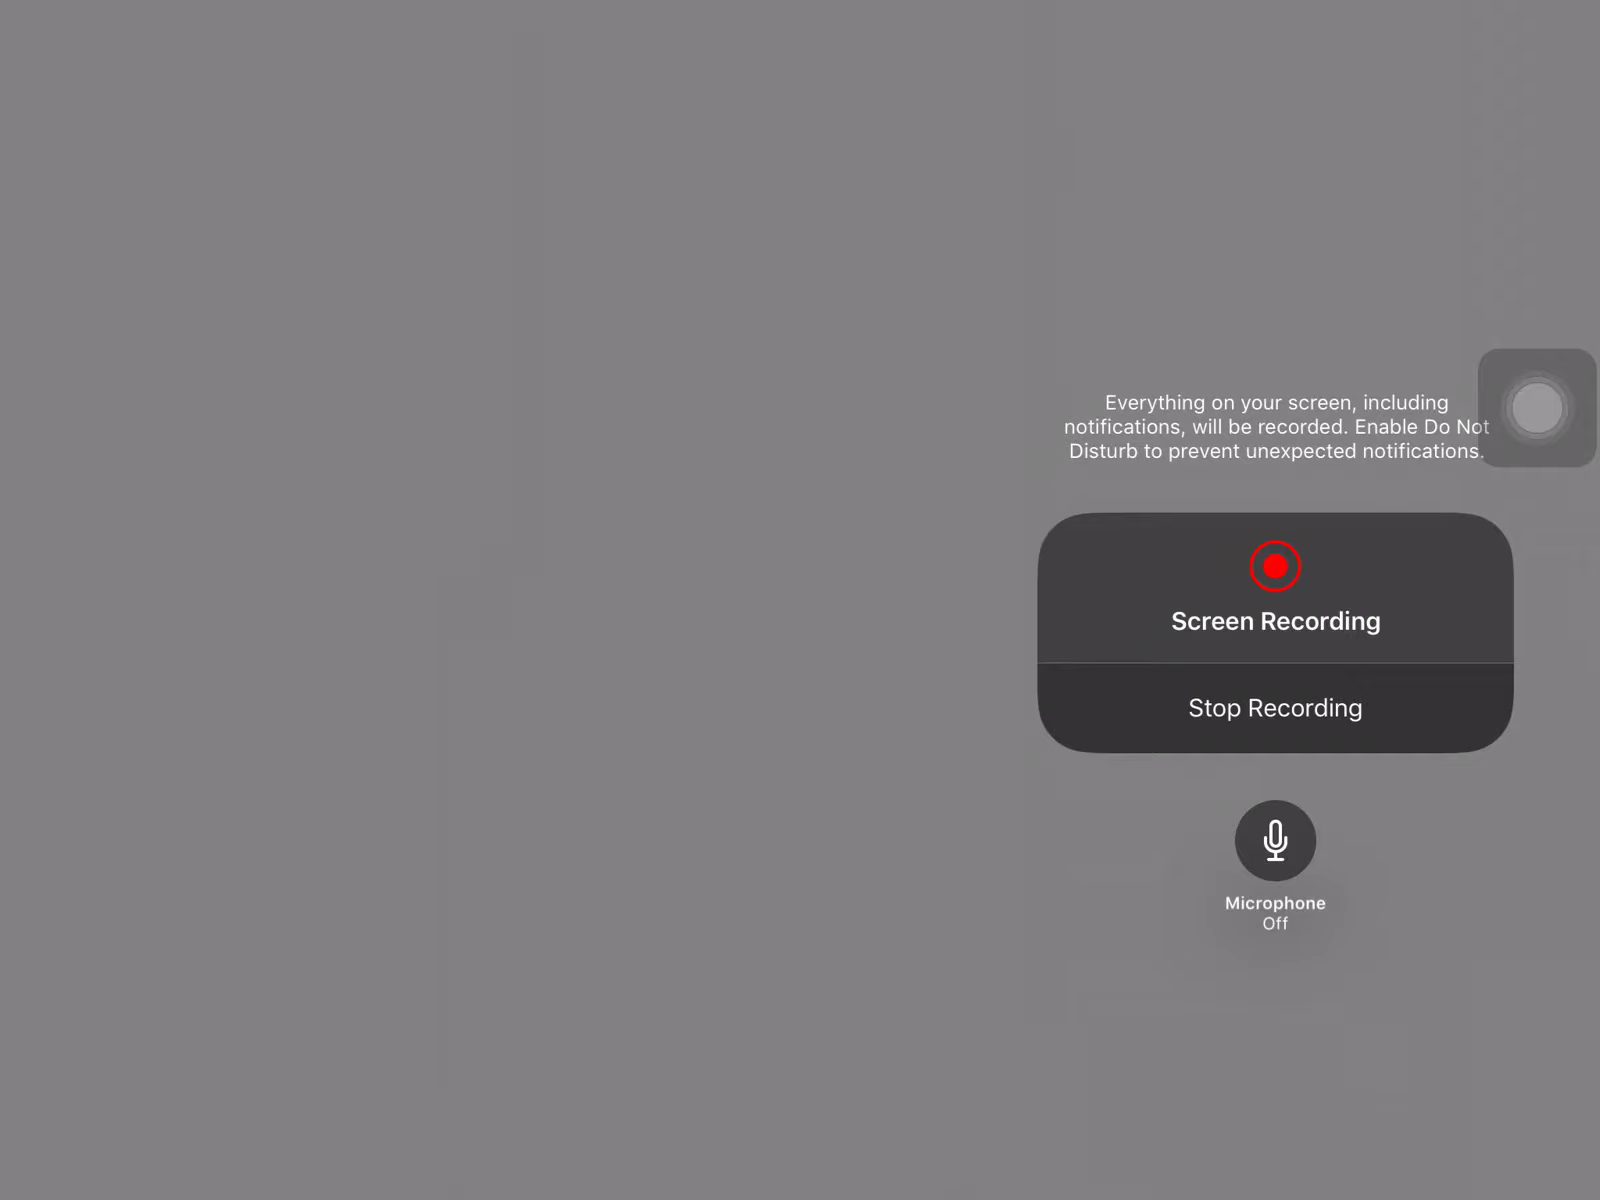 Everything on your screen, including
notifications, will be recorded. Enable Do Not
Disturb to prevent unexpected notifications.
Screen Recording
Stop Recording
Microphone
Off